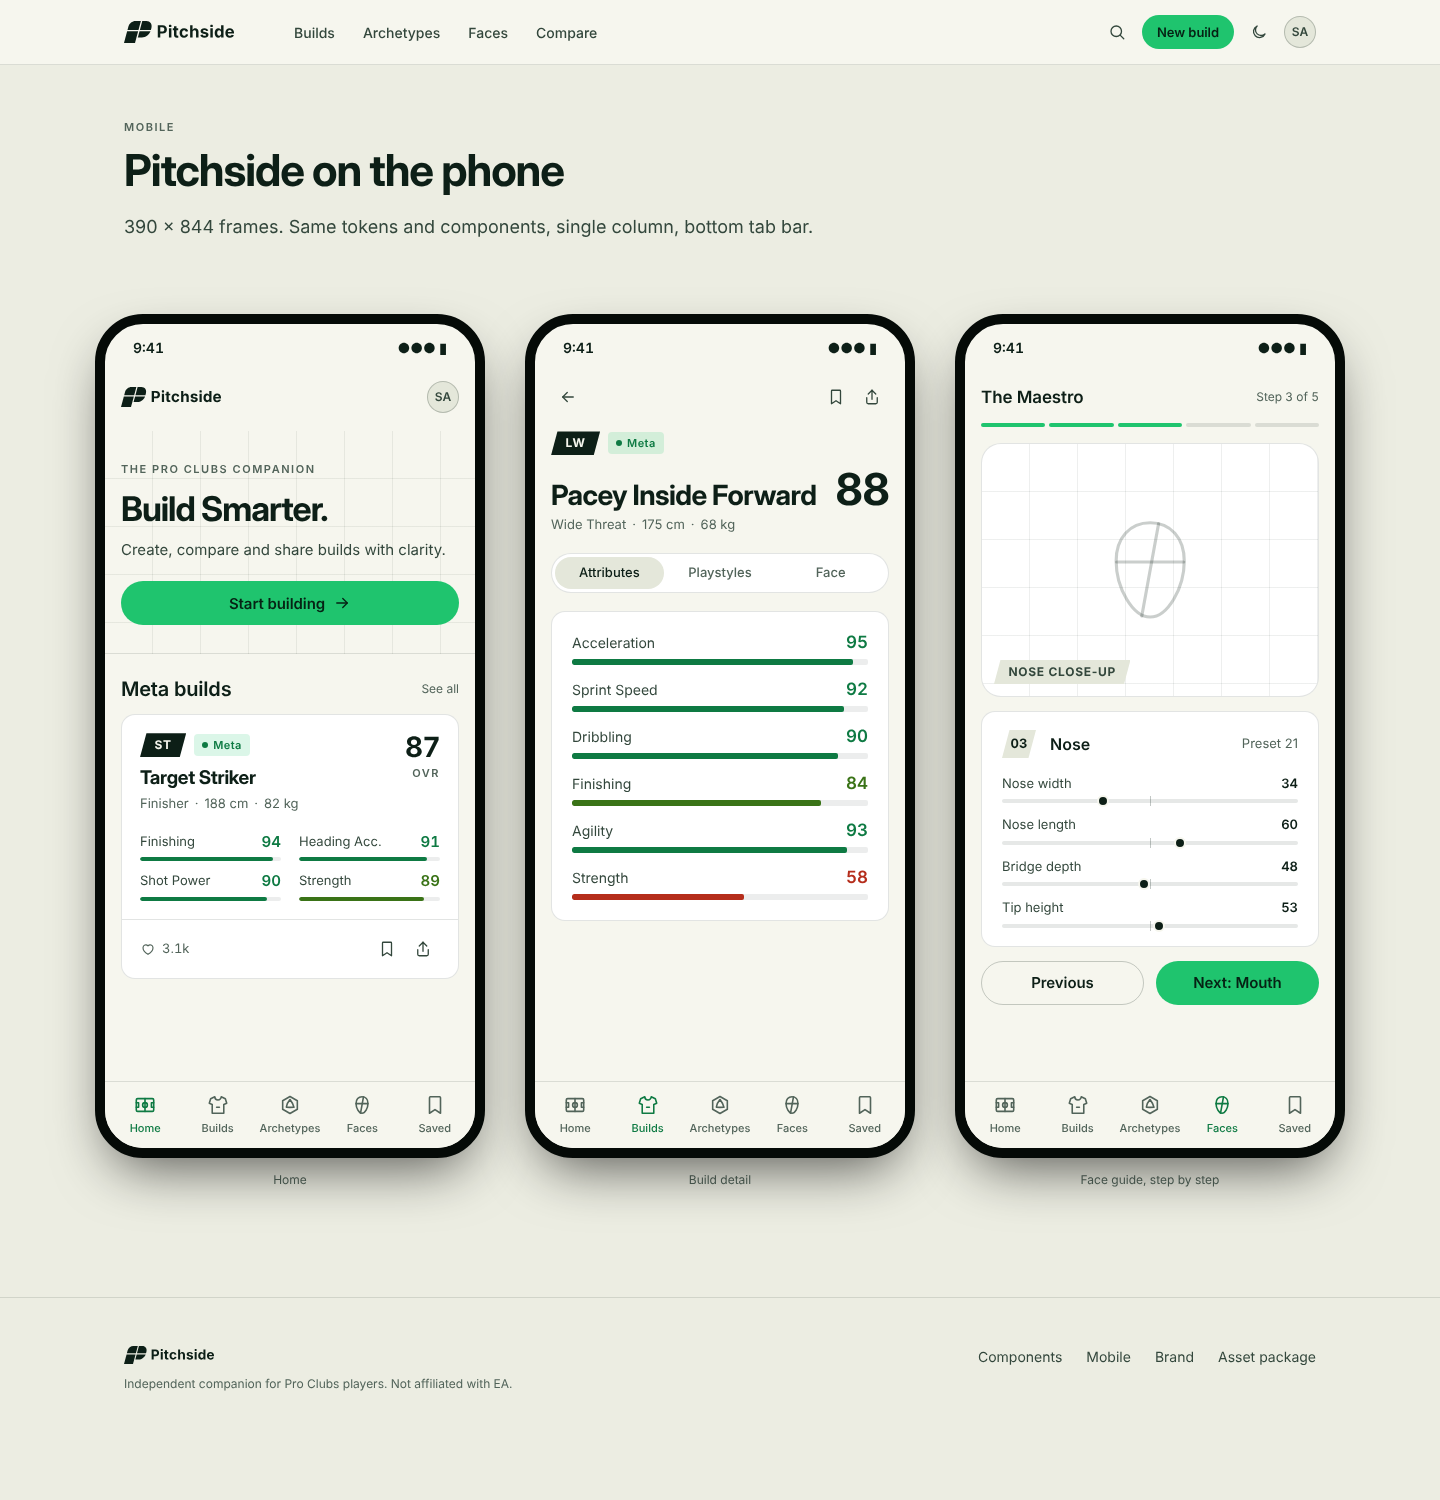 Pitchside
Builds Archetypes Faces Compare
New build
SA
MOBILE
Pitchside on the phone
390 × 844 frames. Same tokens and components, single column, bottom tab bar.
9:41
Pitchside
SA
THE PRO CLUBS COMPANION
Build Smarter.
Create, compare and share builds with clarity.
Start building
Meta builds
See all
ST
Meta
87
OVR
Target Striker
Finisher · 188 cm · 82 kg
Finishing 94
Heading Acc. 91
Shot Power 90
Strength 89
3.1k
Home Builds Archetypes Faces Saved
Home
9:41
LW
Meta
Pacey Inside Forward 88
Wide Threat · 175 cm · 68 kg
Attributes Playstyles Face
Acceleration 95
Sprint Speed 92
Dribbling 90
Finishing 84
Agility 93
Strength 58
Home Builds Archetypes Faces Saved
Build detail
9:41
The Maestro
Step 3 of 5
NOSE CLOSE-UP
03 Nose
Preset 21
Nose width 34
Nose length 60
Bridge depth 48
Tip height 53
Previous
Next: Mouth
Home Builds Archetypes Faces Saved
Face guide, step by step
Pitchside
Independent companion for Pro Clubs players. Not affiliated with EA.
Components Mobile Brand Asset package